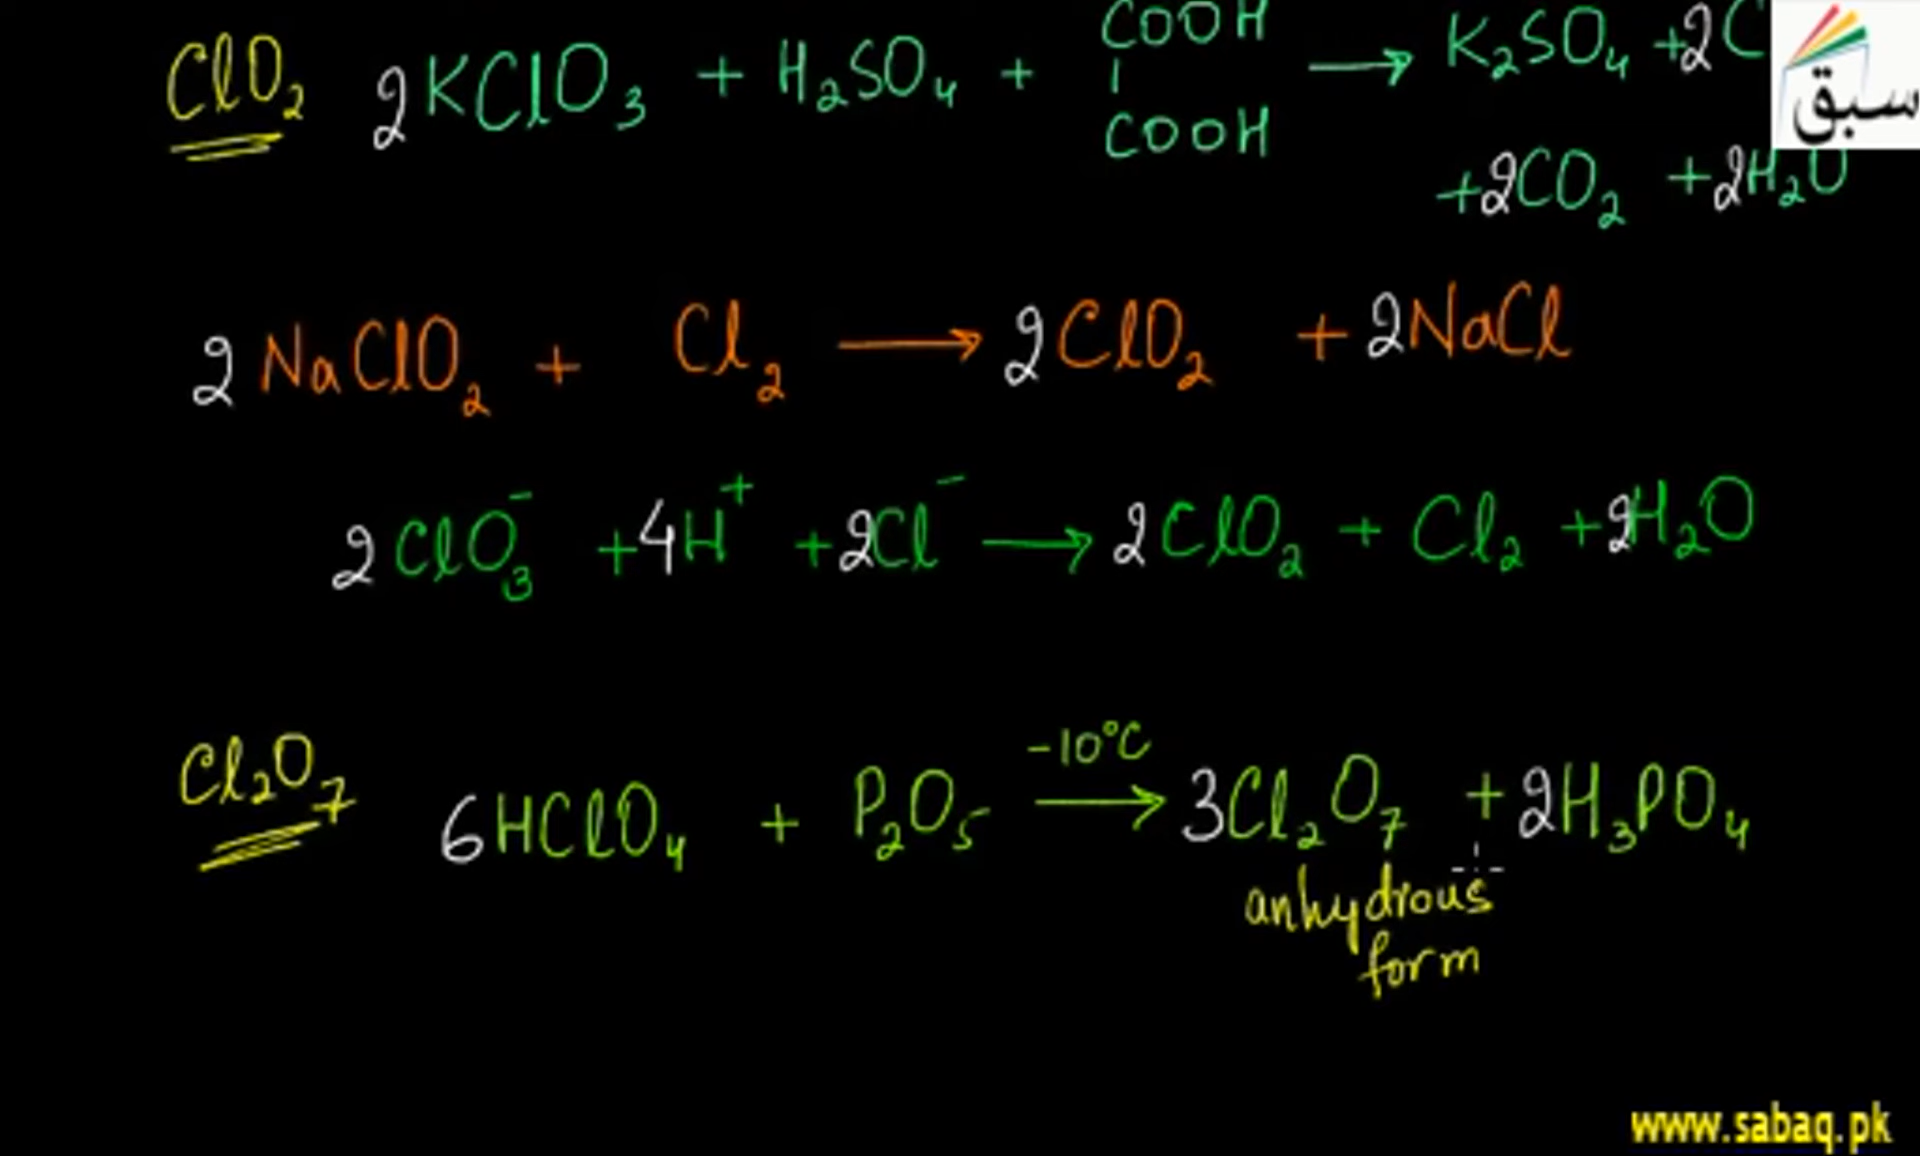 ClO₂ 2KClO₃ + H₂SO₄ + COOH
|
COOH → K₂SO₄ + 2C
+ 2CO₂ + 2H₂O
سبق
2NaClO₂ + Cl₂ → 2ClO₂ + 2NaCl
2ClO₃⁻ + 4H⁺ + 2Cl⁻ → 2ClO₂ + Cl₂ + 2H₂O
Cl₂O₇ 6HClO₄ + P₂O₅ -10°C → 3Cl₂O₇ + 2H₃PO₄
anhydrous
form
www.sabaq.pk